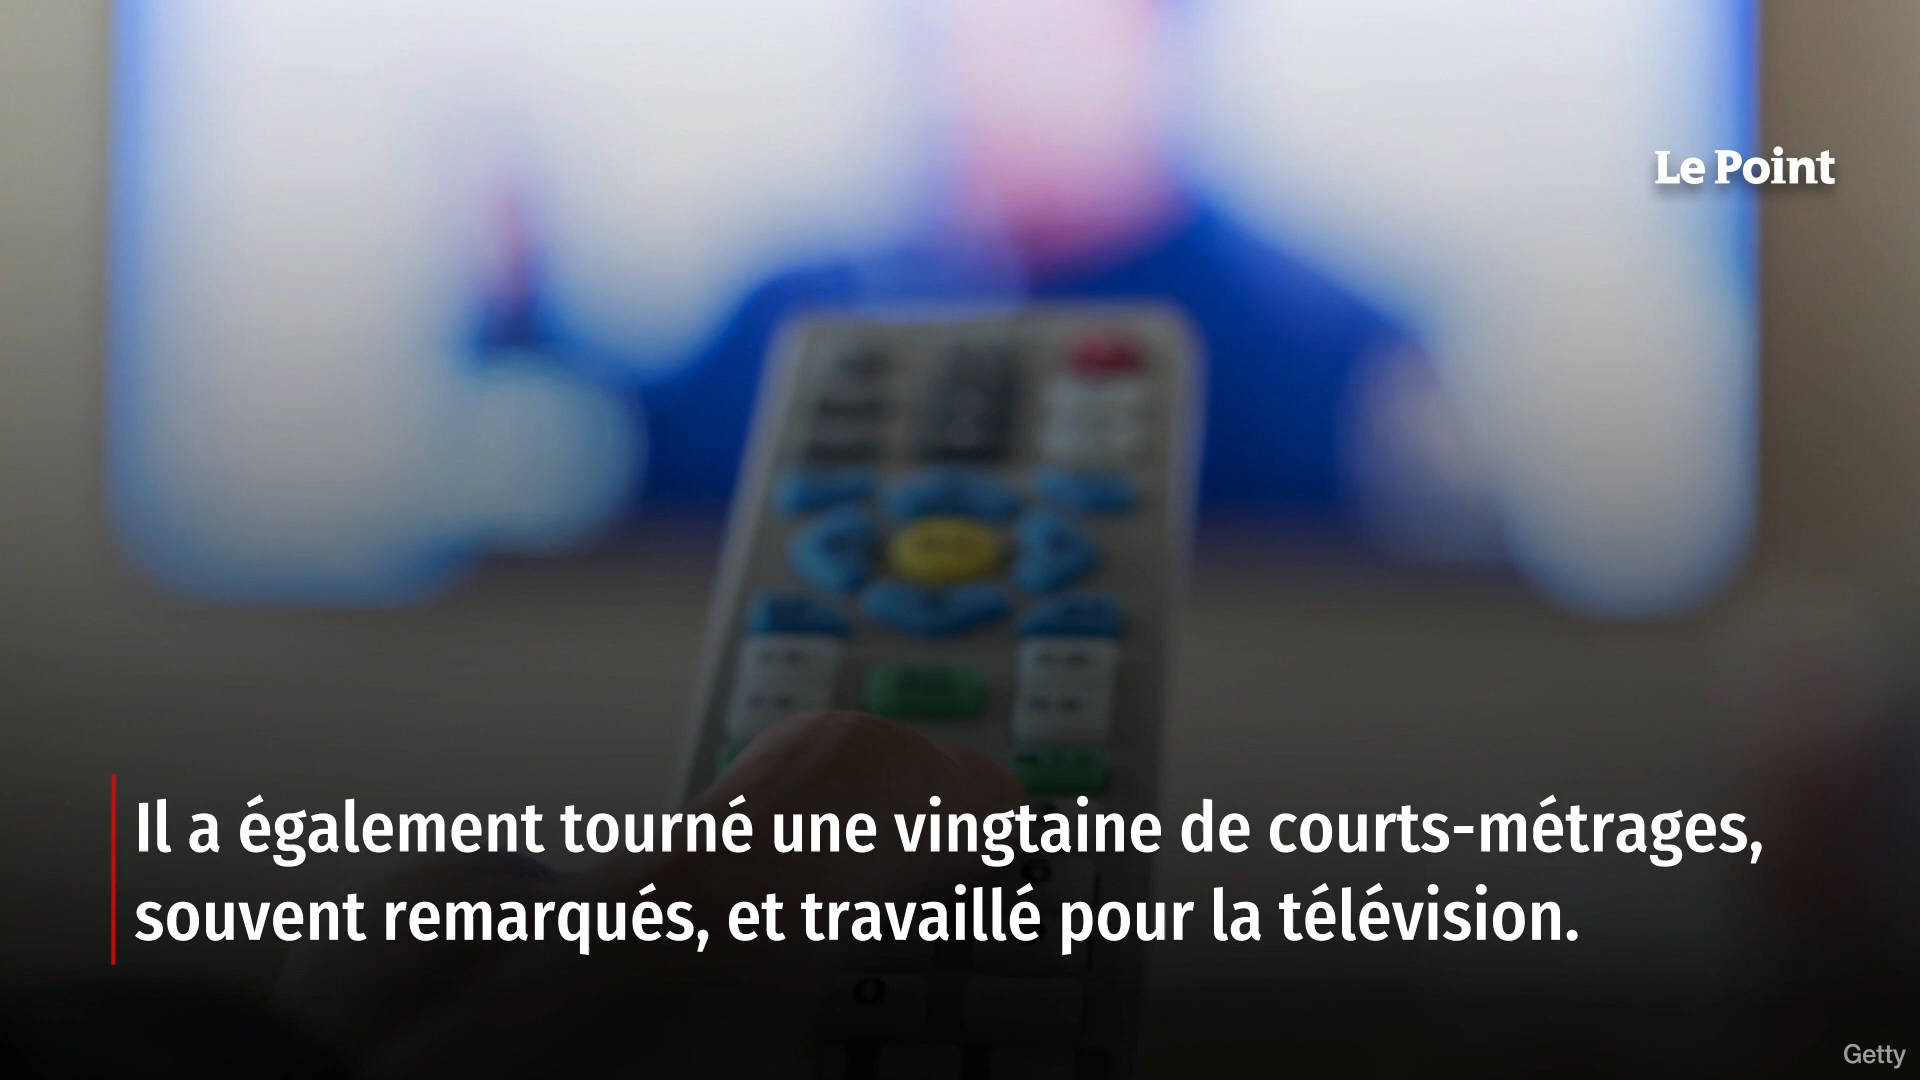 Le Point
Il a également tourné une vingtaine de courts-métrages,
souvent remarqués, et travaillé pour la télévision.
Getty